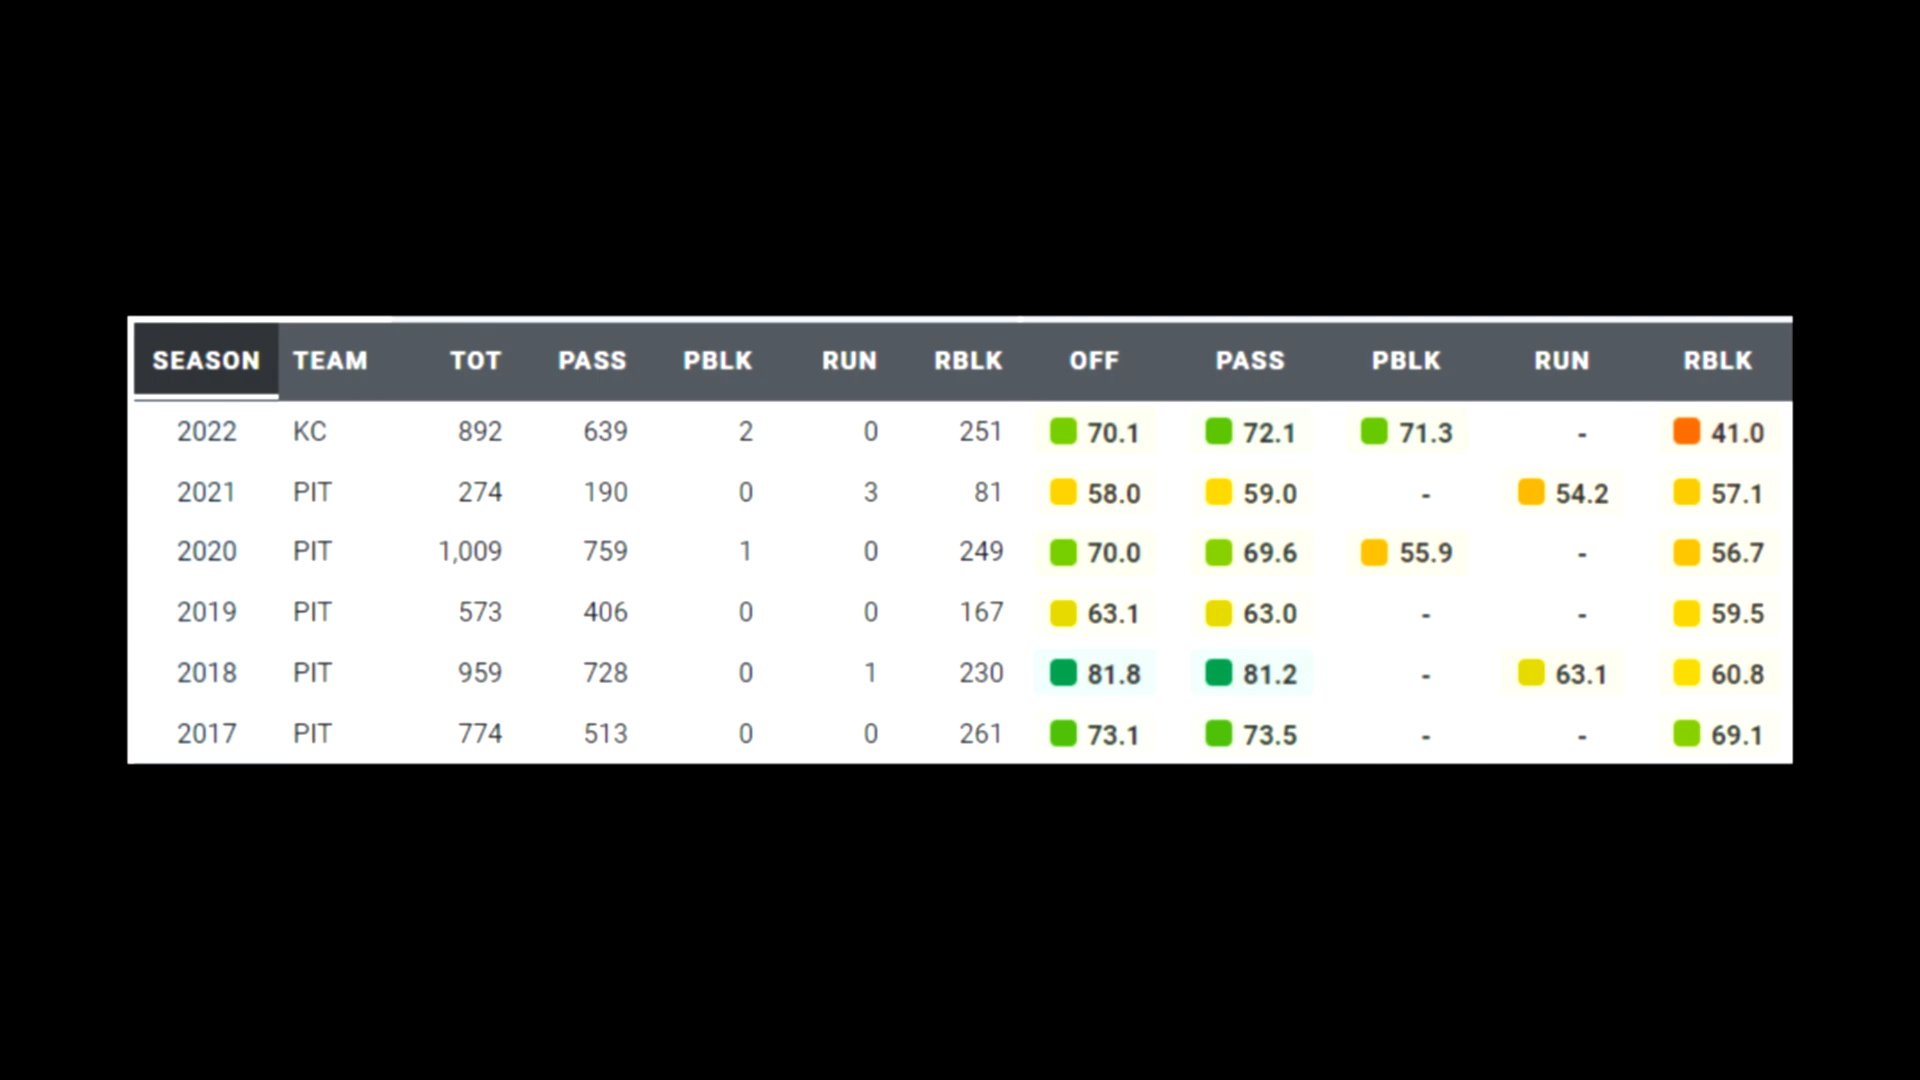 SEASON TEAM TOT PASS PBLK RUN RBLK OFF PASS PBLK RUN RBLK
2022 KC 892 639 2 0 251 70.1 72.1 71.3 - 41.0
2021 PIT 274 190 0 3 81 58.0 59.0 - 54.2 57.1
2020 PIT 1,009 759 1 0 249 70.0 69.6 55.9 - 56.7
2019 PIT 573 406 0 0 167 63.1 63.0 - - 59.5
2018 PIT 959 728 0 1 230 81.8 81.2 - 63.1 60.8
2017 PIT 774 513 0 0 261 73.1 73.5 - - 69.1